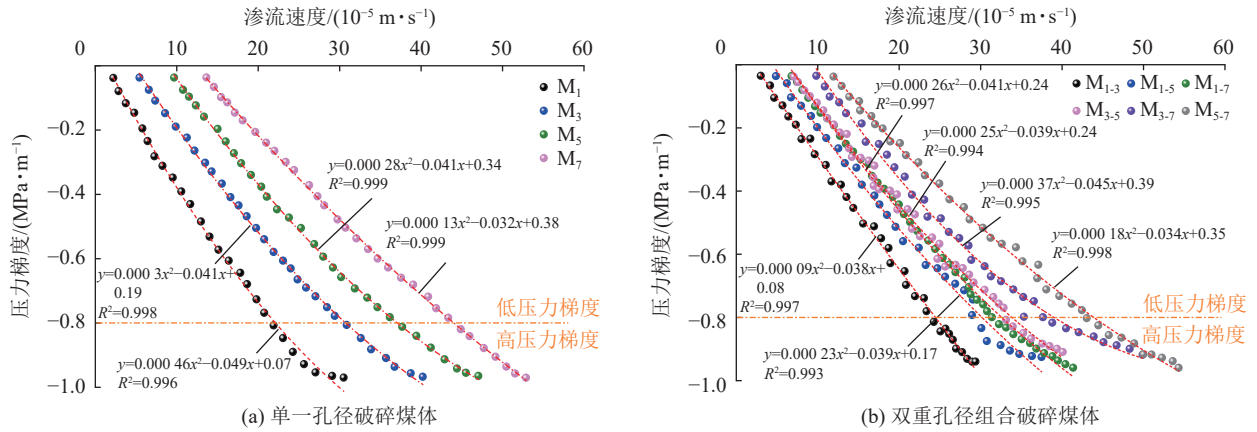 渗流速度/(10⁻⁵ m·s⁻¹)
0 10 20 30 40 50 60
压力梯度/(MPa·m⁻¹)
−0.2
−0.4
−0.6
−0.8
−1.0
M₁
M₃
M₅
M₇
y=0.000 28x²−0.041x+0.34
R²=0.999
y=0.000 13x²−0.032x+0.38
R²=0.999
y=0.000 3x²−0.041x+
0.19
R²=0.998
低压力梯度
高压力梯度
y=0.000 46x²−0.049x+0.07
R²=0.996
(a) 单一孔径破碎煤体
渗流速度/(10⁻⁵ m·s⁻¹)
0 10 20 30 40 50 60
压力梯度/(MPa·m⁻¹)
−0.2
−0.4
−0.6
−0.8
−1.0
M₁₋₃ M₁₋₅ M₁₋₇
M₃₋₅ M₃₋₇ M₅₋₇
y=0.000 26x²−0.041x+0.24
R²=0.997
y=0.000 25x²−0.039x+0.24
R²=0.994
y=0.000 37x²−0.045x+0.39
R²=0.995
y=0.000 18x²−0.034x+0.35
R²=0.998
y=0.000 09x²−0.038x+
0.08
R²=0.997
低压力梯度
高压力梯度
y=0.000 23x²−0.039x+0.17
R²=0.993
(b) 双重孔径组合破碎煤体